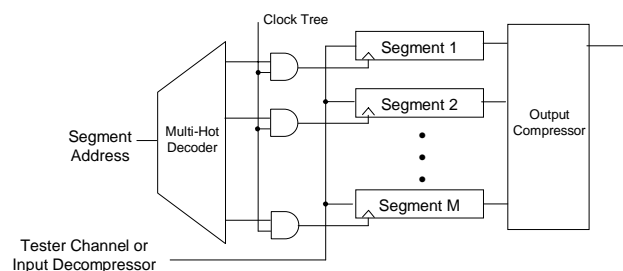 Clock Tree
Segment 1
Segment 2
Segment M
Multi-Hot
Decoder
Segment
Address
Output
Compressor
Tester Channel or
Input Decompressor